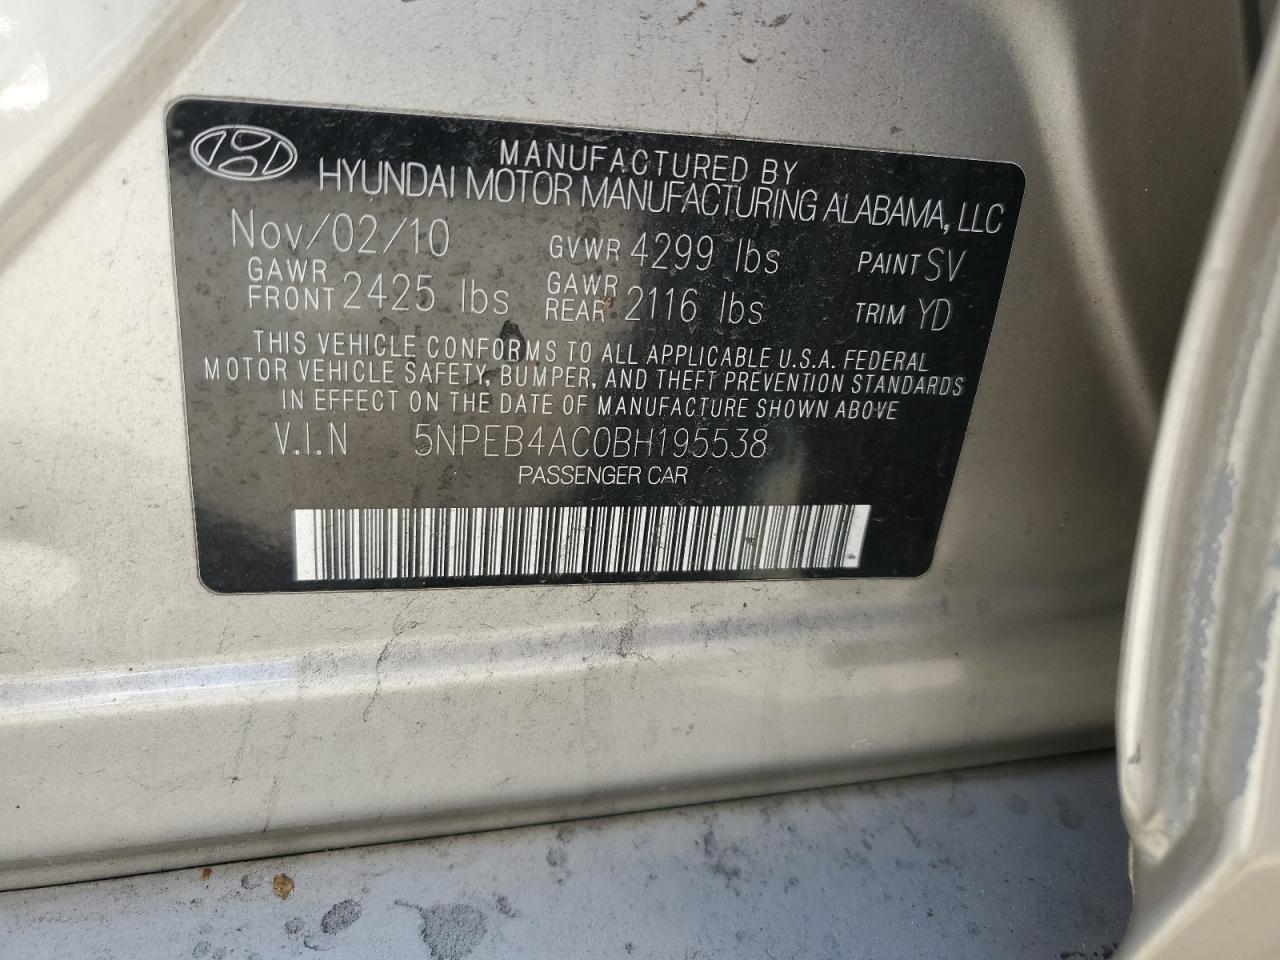 MANUFACTURED BY
HYUNDAI MOTOR MANUFACTURING ALABAMA, LLC
Nov/02/10 GVWR 4299 lbs PAINT SV
GAWR FRONT 2425 lbs GAWR REAR 2116 lbs TRIM YD
THIS VEHICLE CONFORMS TO ALL APPLICABLE U.S.A. FEDERAL
MOTOR VEHICLE SAFETY, BUMPER, AND THEFT PREVENTION STANDARDS
IN EFFECT ON THE DATE OF MANUFACTURE SHOWN ABOVE
V.I.N 5NPEB4AC0BH195538
PASSENGER CAR